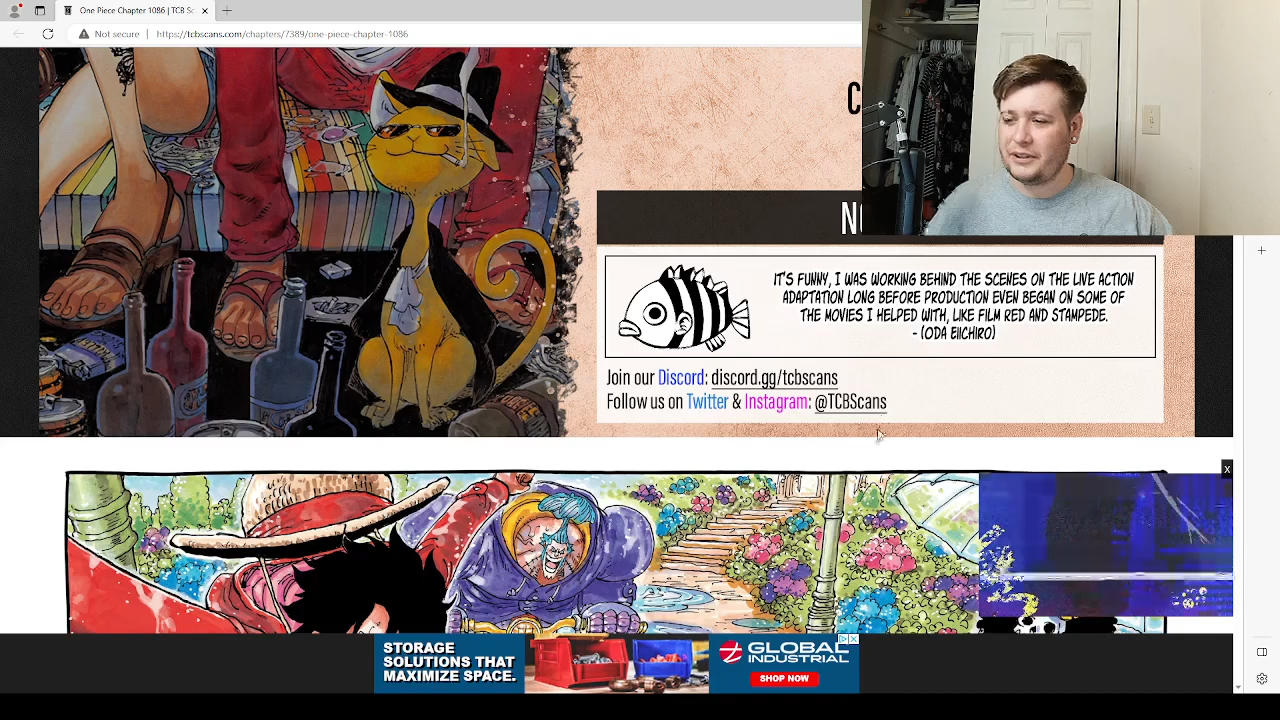 One Piece Chapter 1086 | TCB Sc
Not secure
https://tcbscans.com/chapters/7389/one-piece-chapter-1086
IT'S FUNNY, I WAS WORKING BEHIND THE SCENES ON THE LIVE ACTION
ADAPTATION LONG BEFORE PRODUCTION EVEN BEGAN ON SOME OF
THE MOVIES I HELPED WITH, LIKE FILM RED AND STAMPEDE.
- (ODA EIICHIRO)
Join our Discord: discord.gg/tcbscans
Follow us on Twitter & Instagram: @TCBScans
x
STORAGE
SOLUTIONS THAT
MAXIMIZE SPACE.
GLOBAL
INDUSTRIAL
SHOP NOW